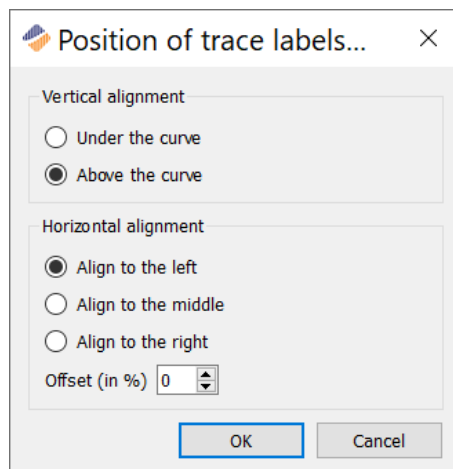 Position of trace labels...
Vertical alignment
Under the curve
Above the curve
Horizontal alignment
Align to the left
Align to the middle
Align to the right
Offset (in %) 0
OK Cancel